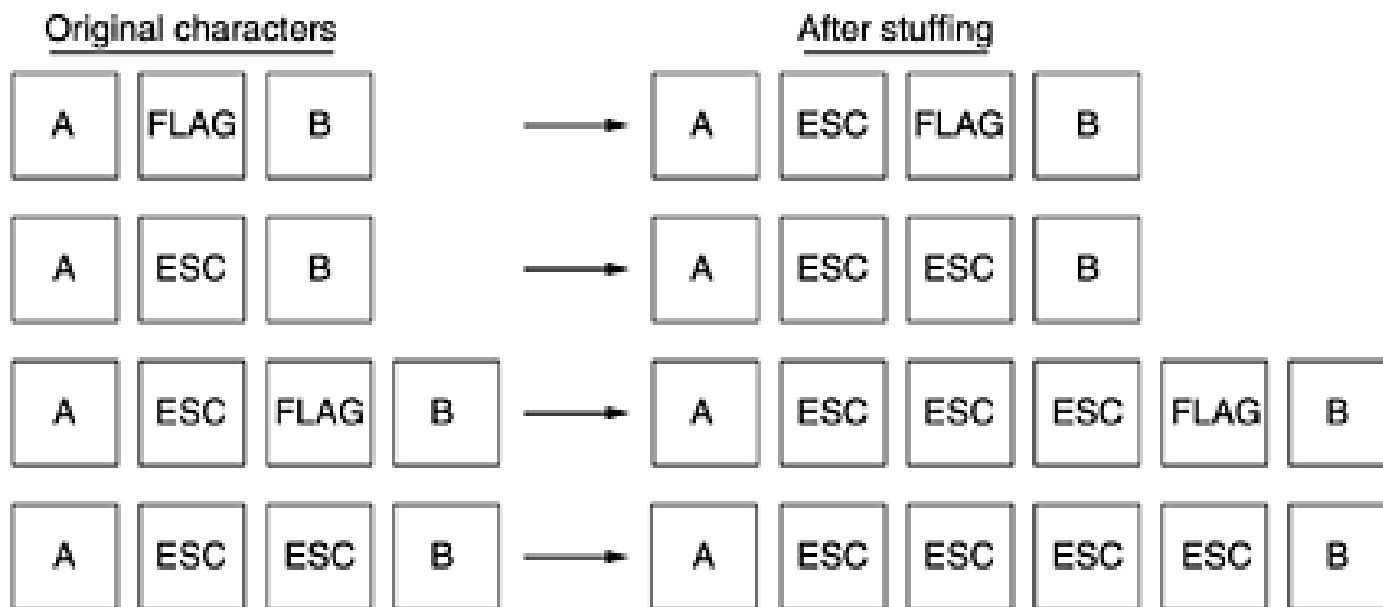 Original characters After stuffing
A FLAG B A ESC FLAG B
A ESC B A ESC ESC B
A ESC FLAG B A ESC ESC ESC FLAG B
A ESC ESC B A ESC ESC ESC ESC B